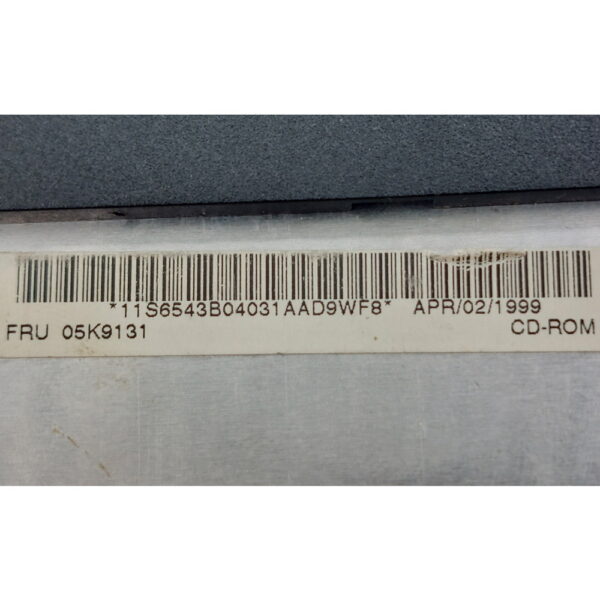 *11S6543B04031AAD9WF8* APR/02/1999
FRU 05K9131 CD-ROM